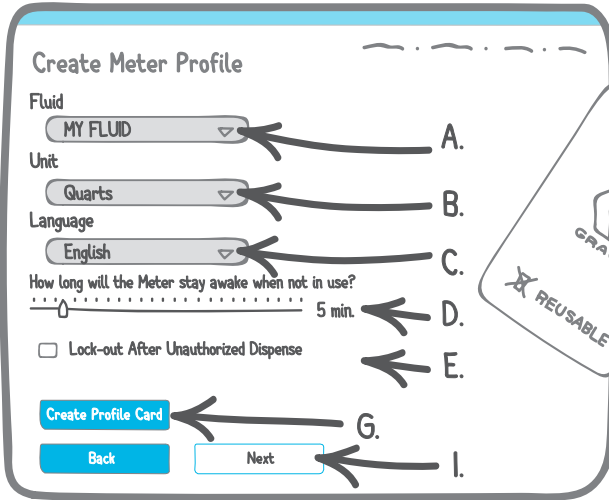 Create Meter Profile
Fluid
MY FLUID
A.
Unit
Quarts
B.
Language
English
C.
How long will the Meter stay awake when not in use?
5 min.
D.
Lock-out After Unauthorized Dispense
E.
Create Profile Card
G.
Back
Next
I.
GRA
REUSABLE